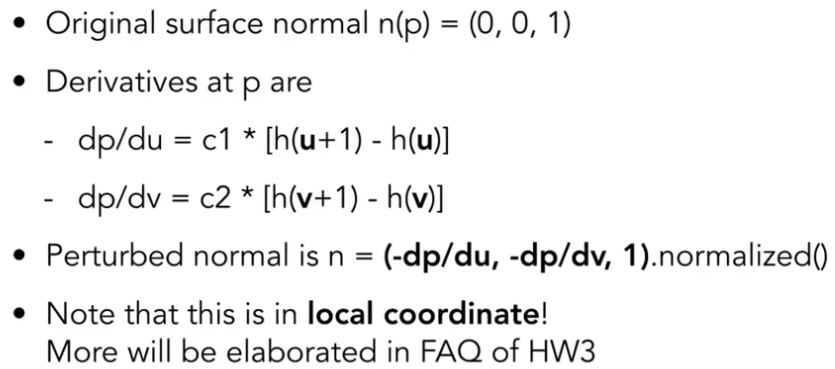 • Original surface normal n(p) = (0, 0, 1)
• Derivatives at p are
- dp/du = c1 * [h(u+1) - h(u)]
- dp/dv = c2 * [h(v+1) - h(v)]
• Perturbed normal is n = (-dp/du, -dp/dv, 1).normalized()
• Note that this is in local coordinate!
More will be elaborated in FAQ of HW3